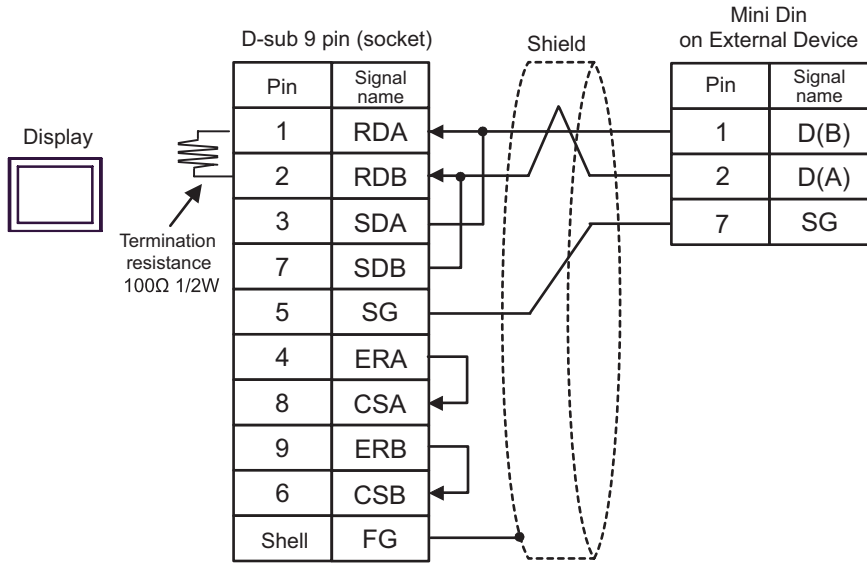 D-sub 9 pin (socket)
Shield
Mini Din
on External Device
Display
Termination
resistance
100Ω 1/2W
Pin Signal name
1 RDA
2 RDB
3 SDA
7 SDB
5 SG
4 ERA
8 CSA
9 ERB
6 CSB
Shell FG
Pin Signal name
1 D(B)
2 D(A)
7 SG